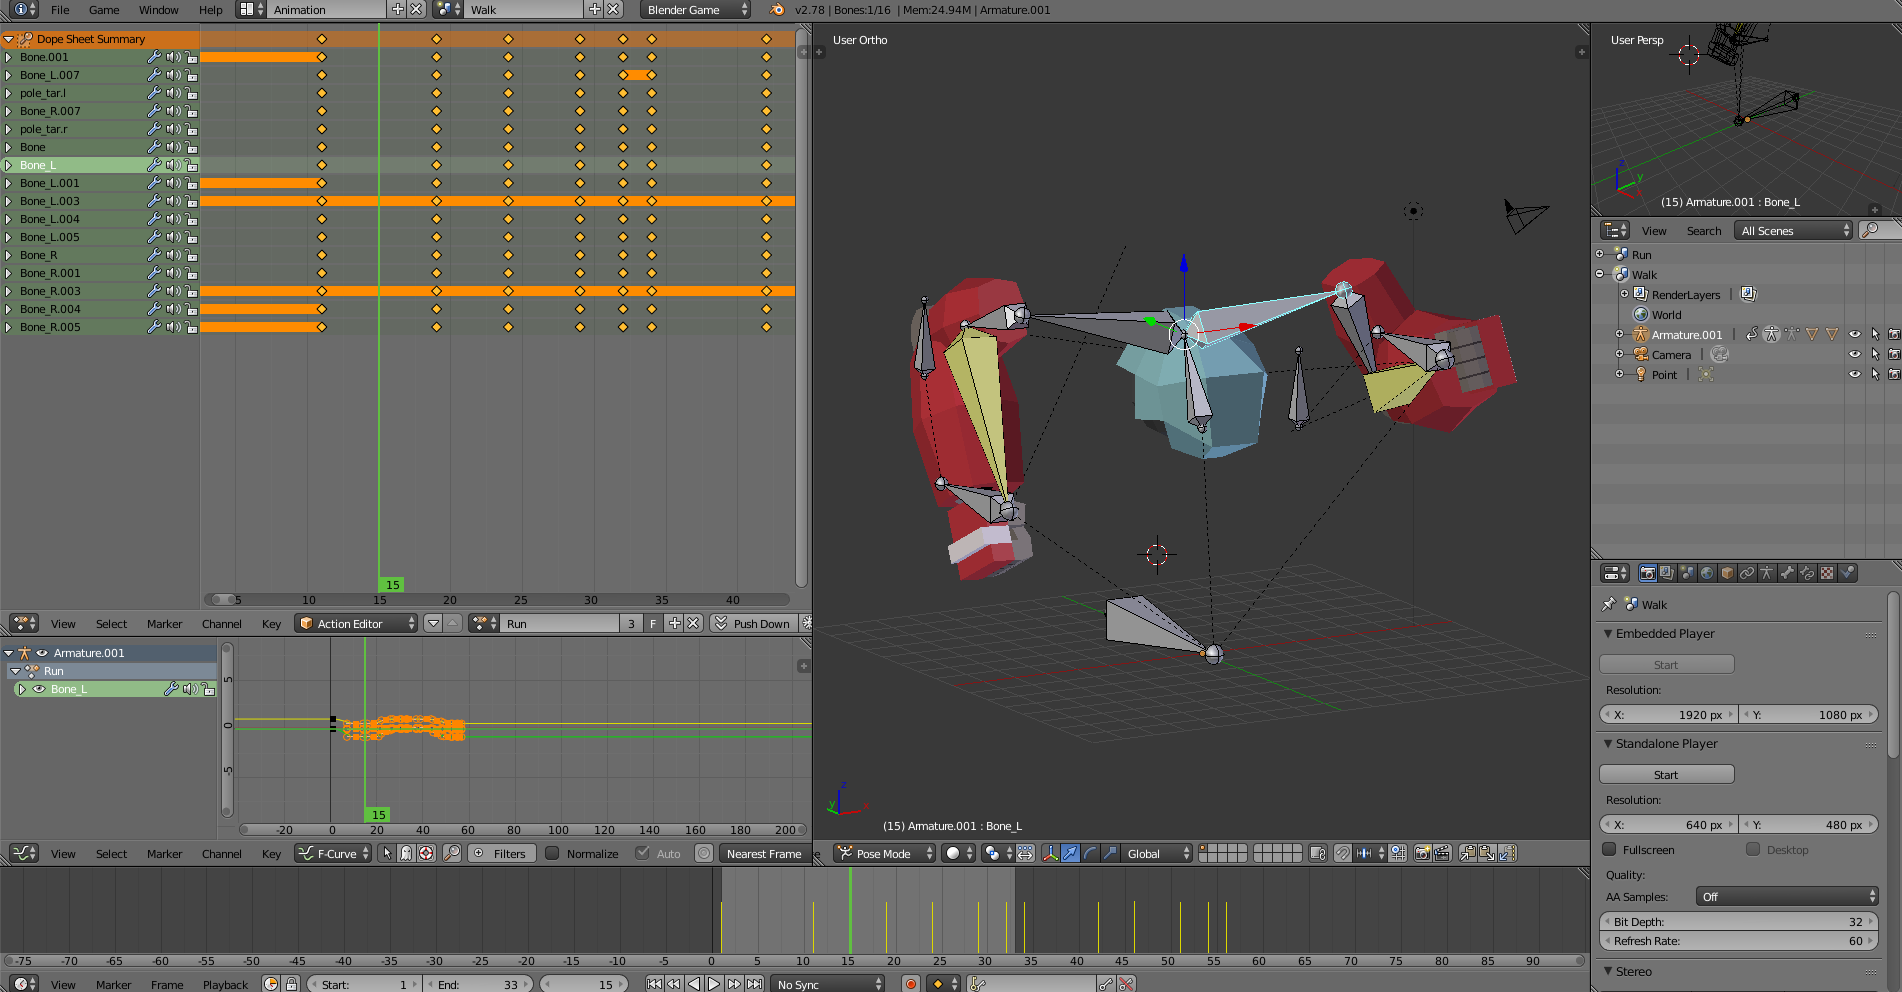 File Game Window Help Animation Walk Blender Game v2.78 | Bones:1/16 | Mem:24.94M | Armature.001
Dope Sheet Summary
Bone.001
Bone_L.007
pole_tar.l
Bone_R.007
pole_tar.r
Bone
Bone_L
Bone_L.001
Bone_L.003
Bone_L.004
Bone_L.005
Bone_R
Bone_R.001
Bone_R.003
Bone_R.004
Bone_R.005
15
5 10 15 20 25 30 35 40
View Select Marker Channel Key Action Editor Run 3 F Push Down
Armature.001
Run
Bone_L
5
0
-5
15
-20 0 20 40 60 80 100 120 140 160 180 200
View Select Marker Channel Key F-Curve Filters Normalize Auto Nearest Frame
User Ortho
(15) Armature.001 : Bone_L
z
y
x
Pose Mode Global
User Persp
z
y
(15) Armature.001 : Bone_L
View Search All Scenes
Run
Walk
RenderLayers
World
Armature.001
Camera
Point
Walk
Embedded Player
Start
Resolution:
X: 1920 px Y: 1080 px
Standalone Player
Start
Resolution:
X: 640 px Y: 480 px
Fullscreen Desktop
Quality:
AA Samples: Off
Bit Depth: 32
Refresh Rate: 60
Stereo
-75 -70 -65 -60 -55 -50 -45 -40 -35 -30 -25 -20 -15 -10 -5 0 5 10 15 20 25 30 35 40 45 50 55 60 65 70 75 80 85 90
View Marker Frame Playback Start: 1 End: 33 15 No Sync